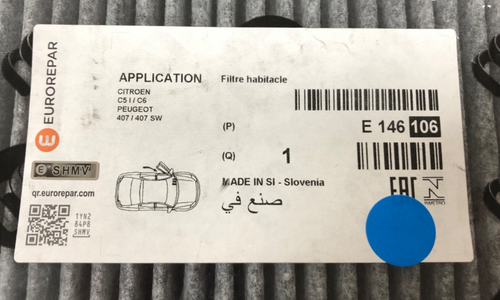 EUROREPAR
APPLICATION
Filtre habitacle
CITROEN
C5 I / C6
PEUGEOT
407 / 407 SW
(P)
E 146 106
(Q)
1
SHMV
MADE IN SI - Slovenia
صنع في
qr.eurorepar.com
1YN2
84P8
SHMV
EAC